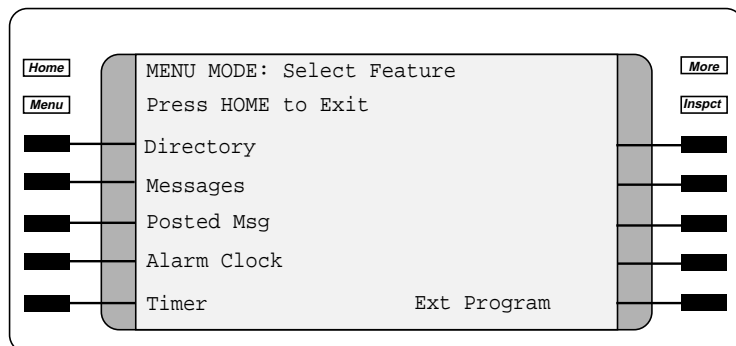 Home
MENU MODE: Select Feature
More
Menu
Press HOME to Exit
Inspct
Directory
Messages
Posted Msg
Alarm Clock
Timer Ext Program